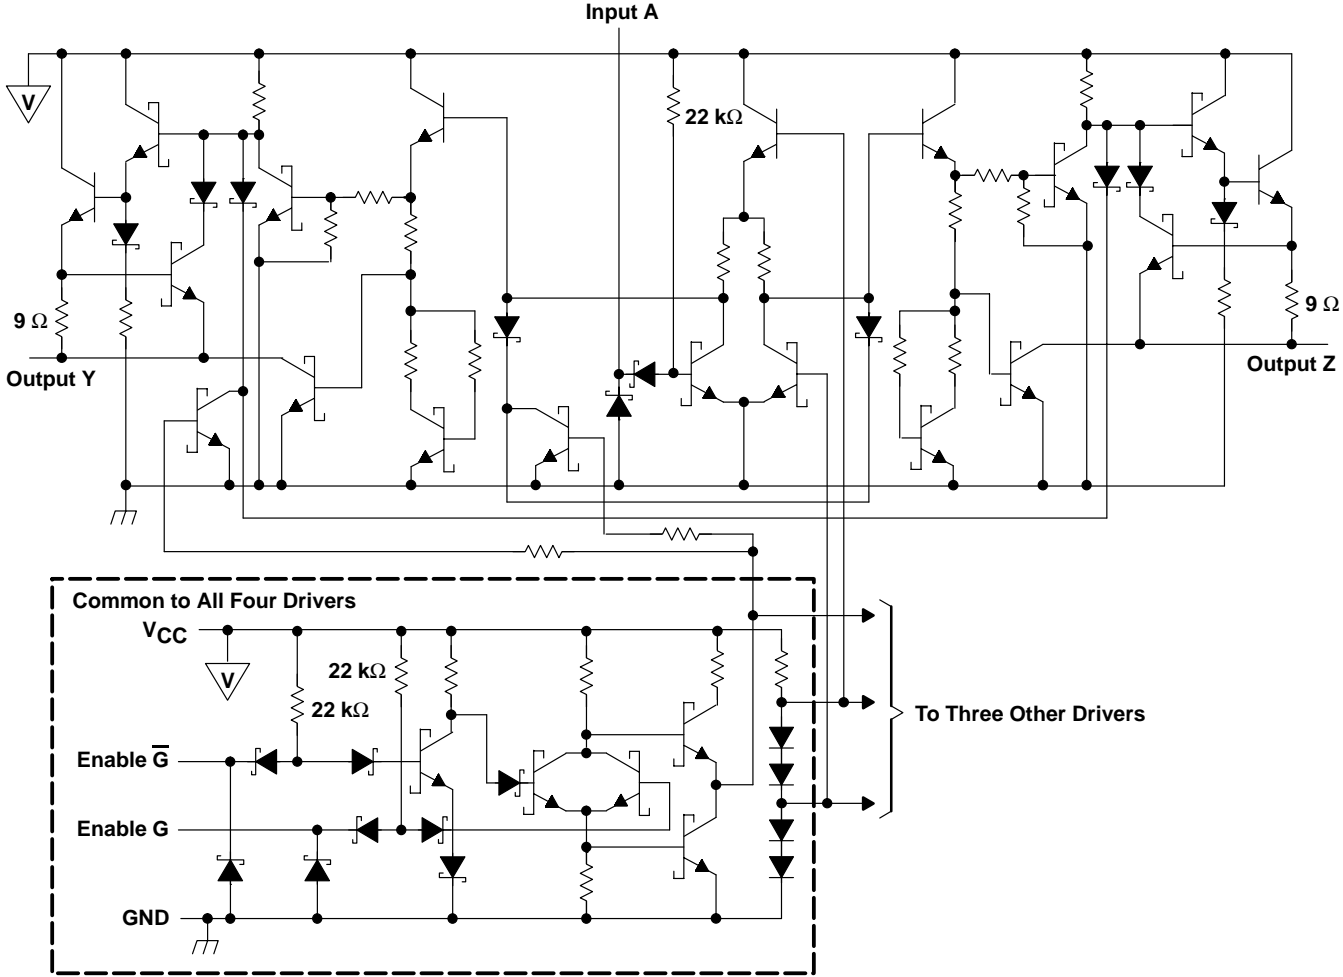 Input A
V
22 kΩ
9 Ω
9 Ω
Output Y
Output Z
Common to All Four Drivers
VCC
22 kΩ
V
22 kΩ
To Three Other Drivers
Enable G̅
Enable G
GND